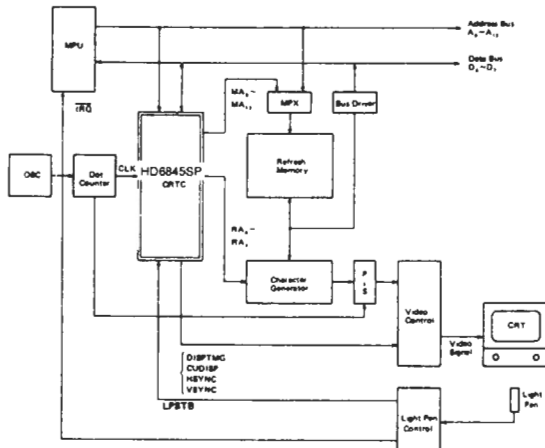 MPU
Address Bus
A₀~A₁₅
Data Bus
D₀~D₇
IRQ
MA₀~
MA₁₃
MPX
Bus Driver
OSC
Dot
Counter
CLK
HD6845SP
CRTC
Refresh
Memory
RA₀~
RA₄
Character
Generator
P
S
Video
Control
CRT
Video
Signal
DISPTMG
CUDISP
HSYNC
VSYNC
LPSTB
Light Pen
Control
Light
Pen